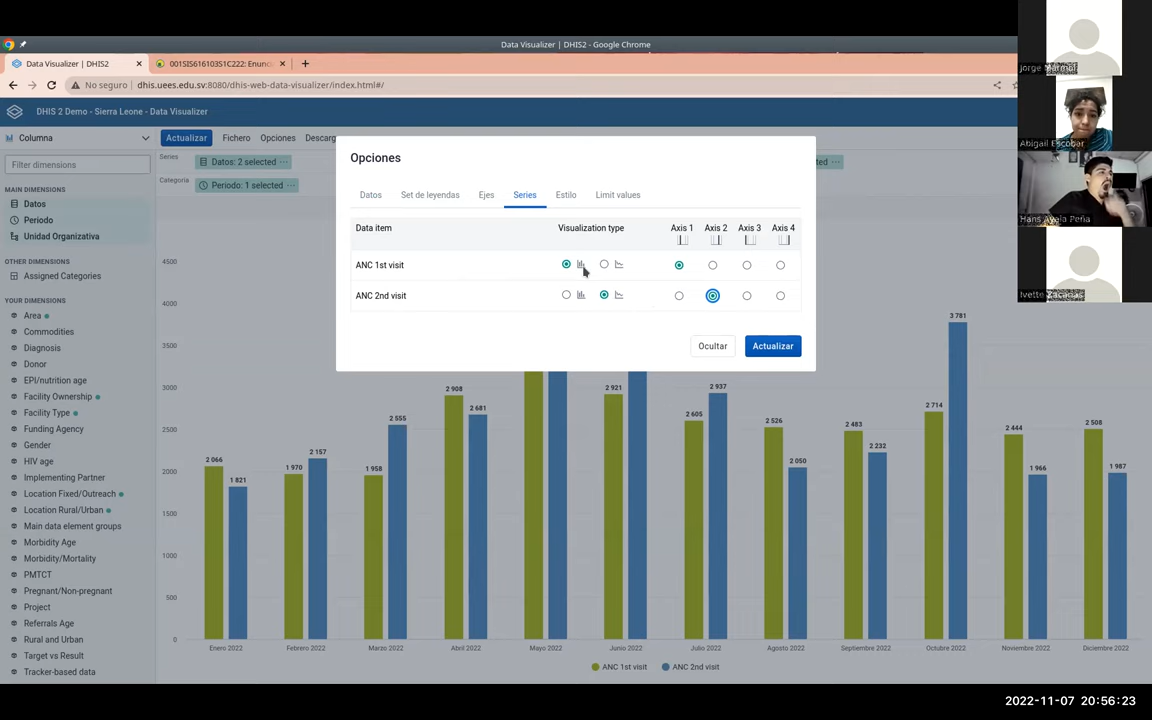 Data Visualizer | DHIS2 - Google Chrome
Data Visualizer | DHIS2
001SIS616103S1C222: Enunc
No seguro
dhis.uees.edu.sv:8080/dhis-web-data-visualizer/index.html#/
DHIS 2 Demo - Sierra Leone - Data Visualizer
Columna
Actualizar
Fichero
Opciones
Descarg
Filter dimensions
MAIN DIMENSIONS
Datos
Periodo
Unidad Organizativa
OTHER DIMENSIONS
Assigned Categories
YOUR DIMENSIONS
Area
Commodities
Diagnosis
Donor
EPI/nutrition age
Facility Ownership
Facility Type
Funding Agency
Gender
HIV age
Implementing Partner
Location Fixed/Outreach
Location Rural/Urban
Main data element groups
Morbidity Age
Morbidity/Mortality
PMTCT
Pregnant/Non-pregnant
Project
Referrals Age
Rural and Urban
Target vs Result
Tracker-based data
Series
Datos: 2 selected
ted
Categoría
Periodo: 1 selected
Opciones
Datos
Set de leyendas
Ejes
Series
Estilo
Limit values
Data item
Visualization type
Axis 1
Axis 2
Axis 3
Axis 4
ANC 1st visit
ANC 2nd visit
Ocultar
Actualizar
4500
4000
3500
3000
2500
2000
1500
1000
500
0
2 066
1 821
1 970
2 157
1 958
2 555
2 908
2 681
2 921
2 605
2 937
2 526
2 050
2 483
2 232
2 714
3 781
2 444
1 966
2 508
1 987
Enero 2022
Febrero 2022
Marzo 2022
Abril 2022
Mayo 2022
Junio 2022
Julio 2022
Agosto 2022
Septiembre 2022
Octubre 2022
Noviembre 2022
Diciembre 2022
ANC 1st visit
ANC 2nd visit
Jorge Marmol
Abigail Escobar
Hans Ayala Peña
Ivette Zacarias
2022-11-07 20:56:23